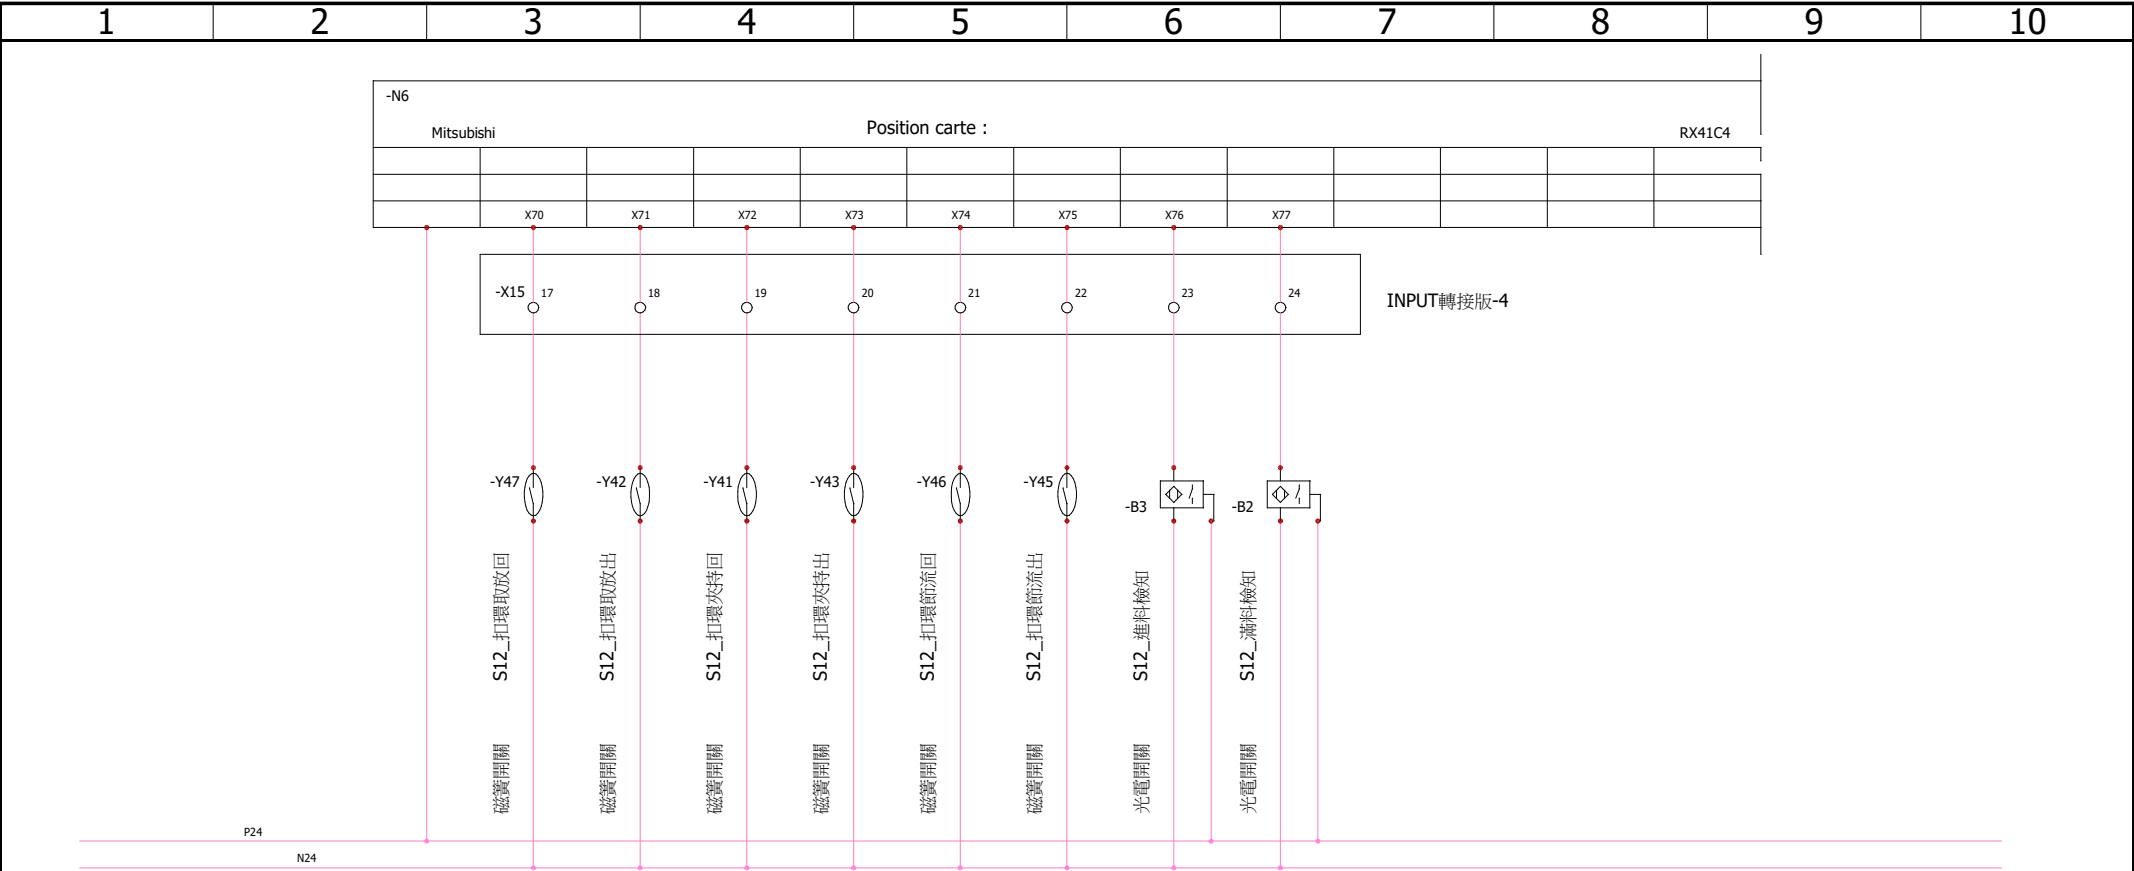 1 2 3 4 5 6 7 8 9 10
-N6
Mitsubishi Position carte : RX41C4
X70 X71 X72 X73 X74 X75 X76 X77
-X15 17 18 19 20 21 22 23 24
INPUT轉接版-4
-Y47 -Y42 -Y41 -Y43 -Y46 -Y45 -B3 -B2
S12_扣環取放回
S12_扣環取放出
S12_扣環夾持回
S12_扣環夾持出
S12_扣環節流回
S12_扣環節流出
S12_進料檢知
S12_滿料檢知
磁簧開關
磁簧開關
磁簧開關
磁簧開關
磁簧開關
磁簧開關
光電開關
光電開關
P24
N24